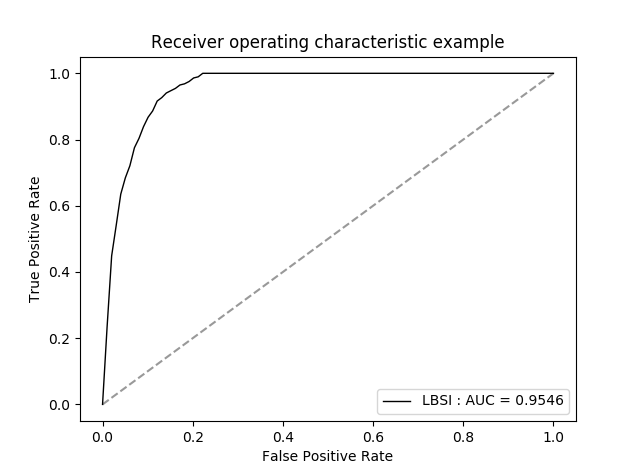 Receiver operating characteristic example
True Positive Rate
1.0
0.8
0.6
0.4
0.2
0.0
LBSI : AUC = 0.9546
0.0 0.2 0.4 0.6 0.8 1.0
False Positive Rate